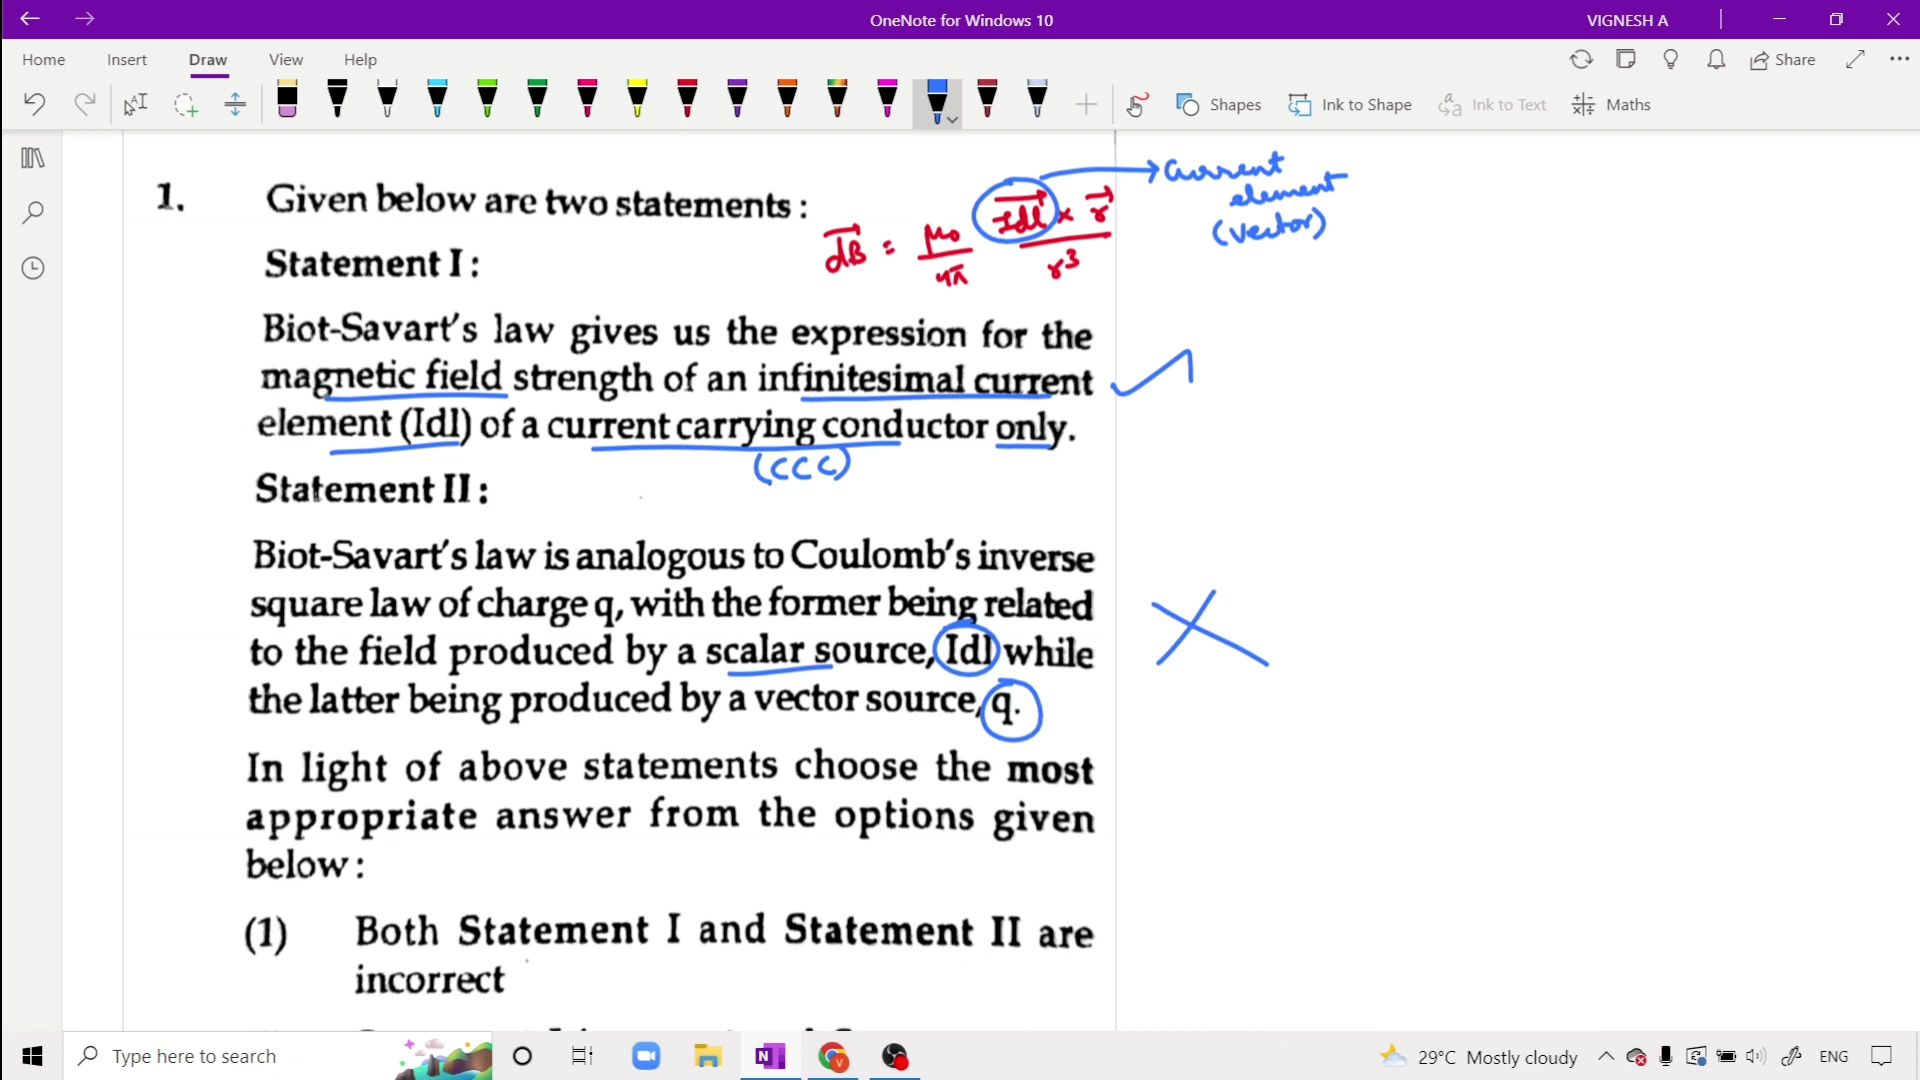 OneNote for Windows 10
VIGNESH A
Home Insert Draw View Help
Share
Shapes Ink to Shape Ink to Text Maths
1. Given below are two statements :
dB = μ0/4π Idl × r / r³
Current
element
(vector)
Statement I :
Biot-Savart's law gives us the expression for the
magnetic field strength of an infinitesimal current
element (Idl) of a current carrying conductor only.
(CCC)
Statement II :
Biot-Savart's law is analogous to Coulomb's inverse
square law of charge q, with the former being related
to the field produced by a scalar source, Idl while
the latter being produced by a vector source, q.
In light of above statements choose the most
appropriate answer from the options given
below :
(1) Both Statement I and Statement II are
incorrect
Type here to search
29°C Mostly cloudy
ENG